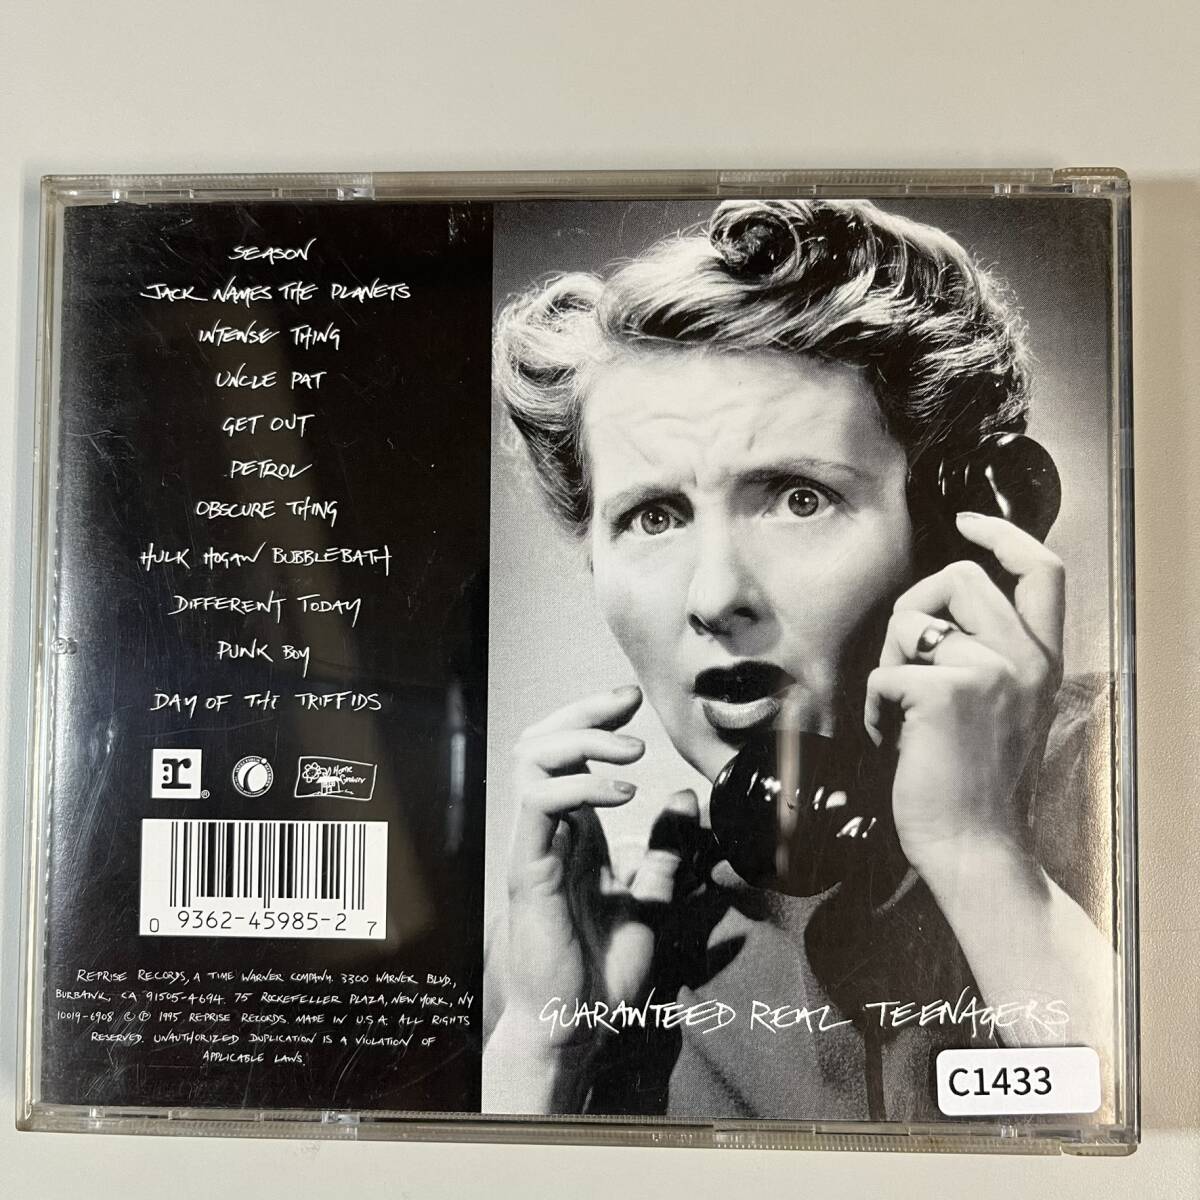 SEASON
JACK NAMES THE PLANETS
INTENSE THING
UNCLE PAT
GET OUT
PETROL
OBSCURE THING
HULK HOGAN BUBBLEBATH
DIFFERENT TODAY
PUNK BOY
DAY OF THE TRIFFIDS
r ®
Home
Grown
0 9362-45985-2 7
REPRISE RECORDS, A TIME WARNER COMPANY. 3300 WARNER BLVD.,
BURBANK, CA 91505-4694. 75 ROCKEFELLER PLAZA, NEW YORK, NY
10019-6908 © ℗ 1995 REPRISE RECORDS. MADE IN U.S.A. ALL RIGHTS
RESERVED. UNAUTHORIZED DUPLICATION IS A VIOLATION OF
APPLICABLE LAWS.
GUARANTEED REAL TEENAGERS
C1433